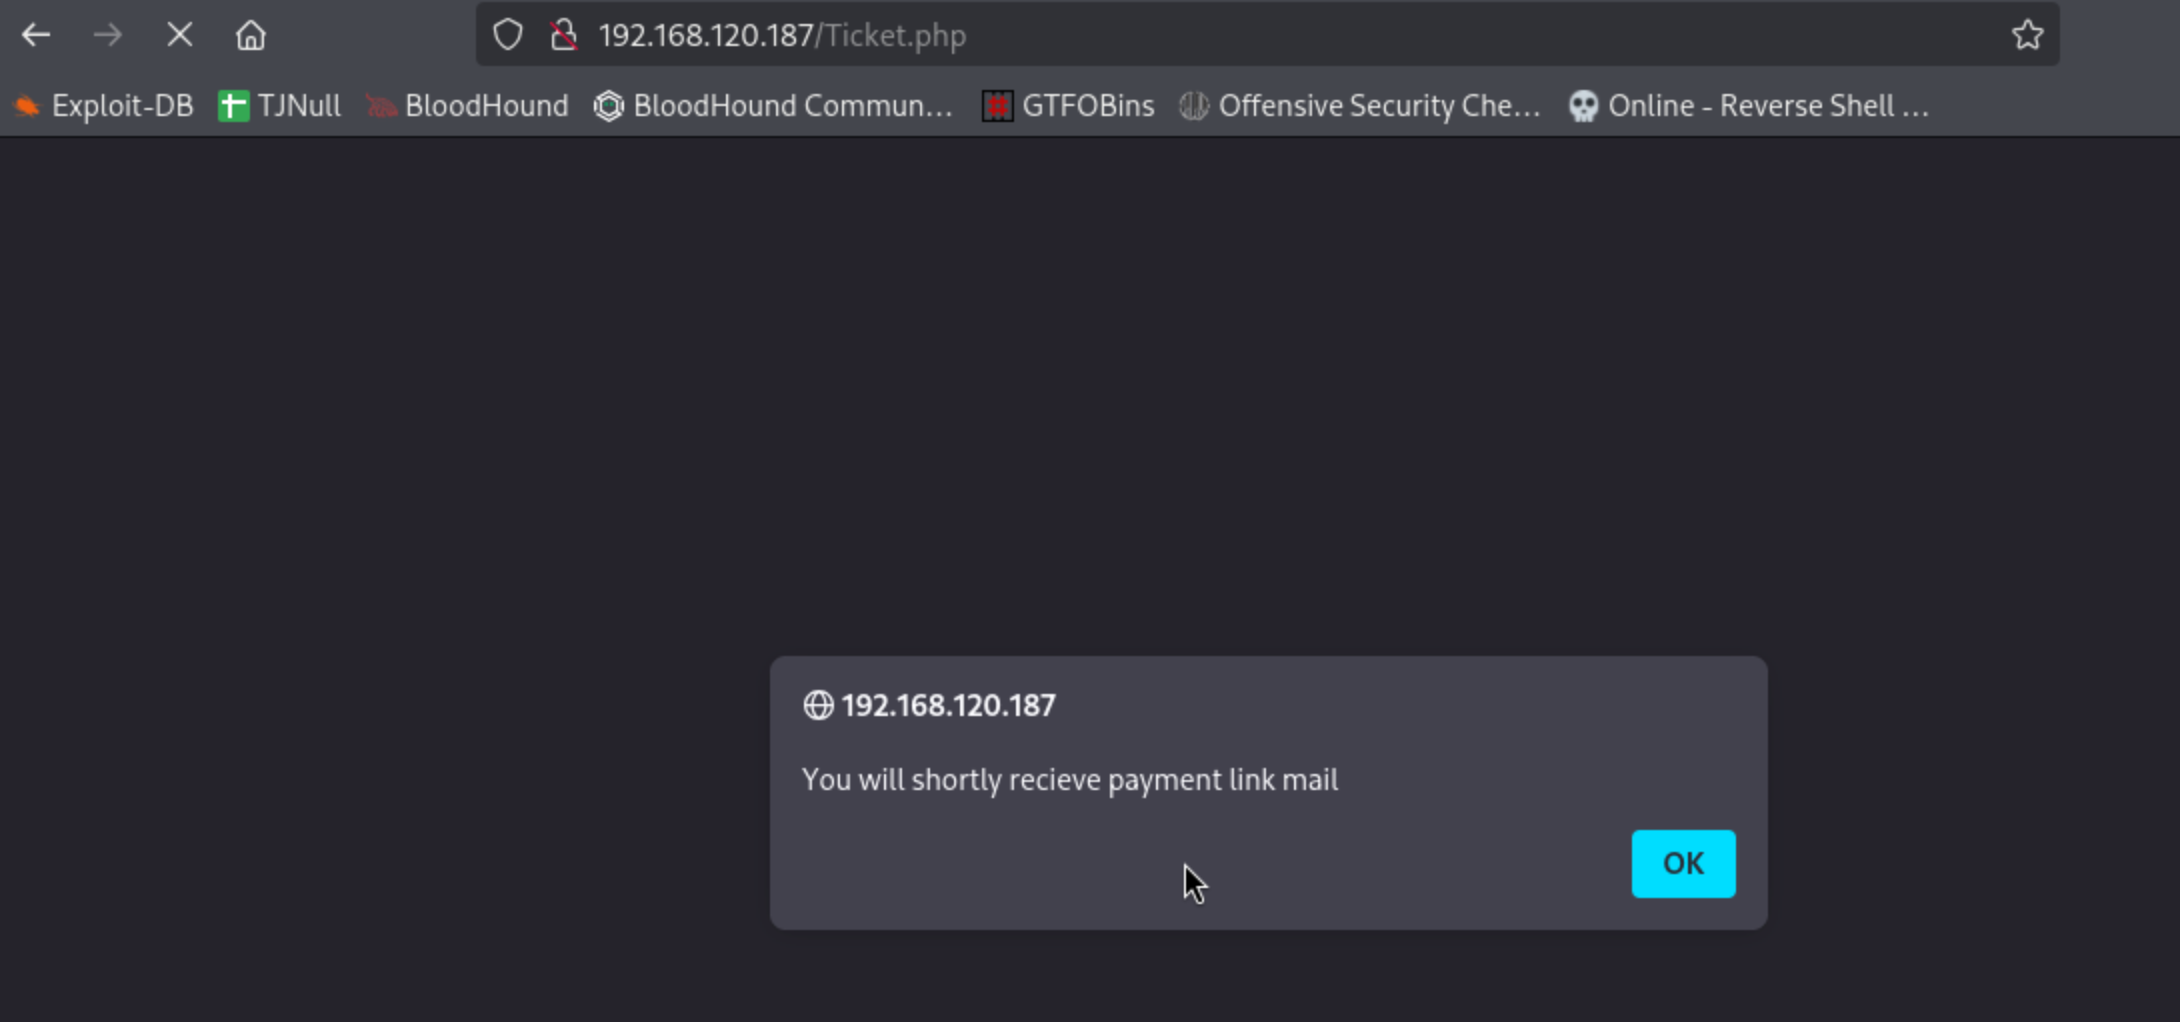 192.168.120.187/Ticket.php
Exploit-DB TJNull BloodHound BloodHound Commun... GTFOBins Offensive Security Che... Online - Reverse Shell ...
192.168.120.187
You will shortly recieve payment link mail
OK